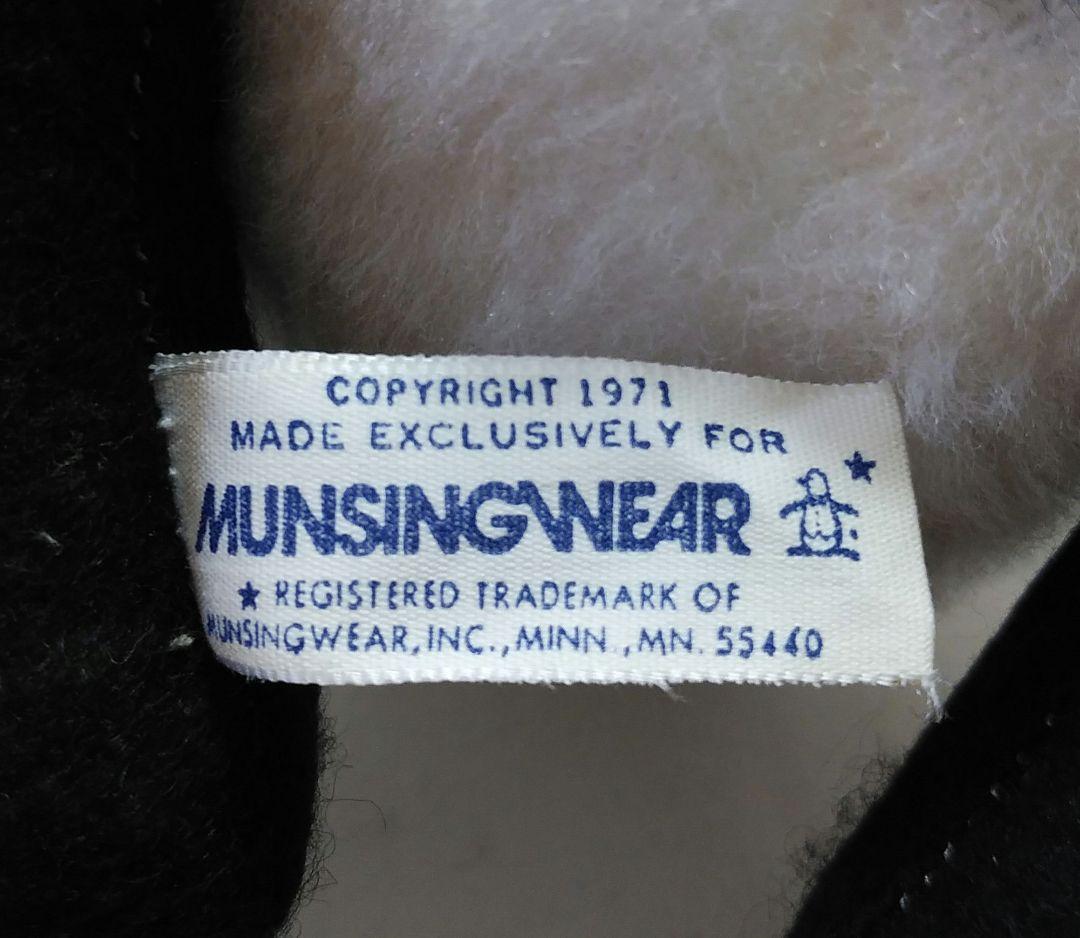 COPYRIGHT 1971
MADE EXCLUSIVELY FOR
MUNSINGWEAR ★
★ REGISTERED TRADEMARK OF
MUNSINGWEAR, INC., MINN., MN. 55440